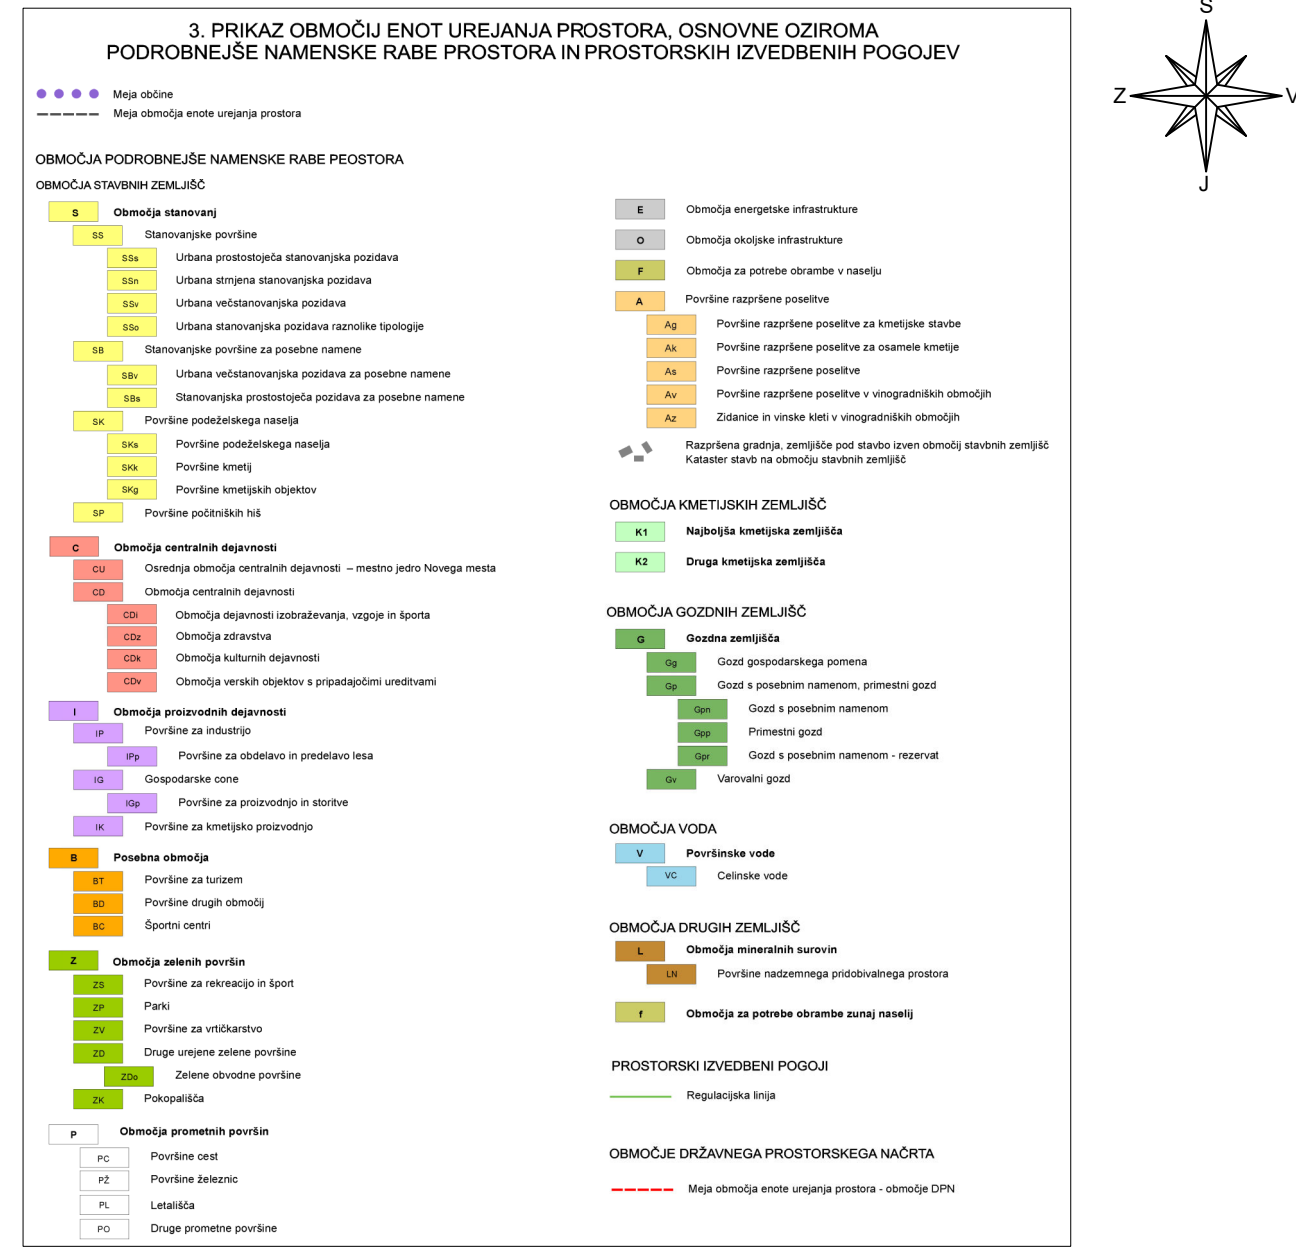 3. PRIKAZ OBMOČIJ ENOT UREJANJA PROSTORA, OSNOVNE OZIROMA
PODROBNEJŠE NAMENSKE RABE PROSTORA IN PROSTORSKIH IZVEDBENIH POGOJEV
Meja občine
Meja območja enote urejanja prostora
OBMOČJA PODROBNEJŠE NAMENSKE RABE PEOSTORA
OBMOČJA STAVBNIH ZEMLJIŠČ
S Območja stanovanj
SS Stanovanjske površine
SSs Urbana prostostoječa stanovanjska pozidava
SSn Urbana strnjena stanovanjska pozidava
SSv Urbana večstanovanjska pozidava
SSo Urbana stanovanjska pozidava raznolike tipologije
SB Stanovanjske površine za posebne namene
SBv Urbana večstanovanjska pozidava za posebne namene
SBs Stanovanjska prostostoječa pozidava za posebne namene
SK Površine podeželskega naselja
SKs Površine podeželskega naselja
SKk Površine kmetij
SKg Površine kmetijskih objektov
SP Površine počitniških hiš
C Območja centralnih dejavnosti
CU Osrednja območja centralnih dejavnosti – mestno jedro Novega mesta
CD Območja centralnih dejavnosti
CDi Območja dejavnosti izobraževanja, vzgoje in športa
CDz Območja zdravstva
CDk Območja kulturnih dejavnosti
CDv Območja verskih objektov s pripadajočimi ureditvami
I Območja proizvodnih dejavnosti
IP Površine za industrijo
IPp Površine za obdelavo in predelavo lesa
IG Gospodarske cone
IGp Površine za proizvodnjo in storitve
IK Površine za kmetijsko proizvodnjo
B Posebna območja
BT Površine za turizem
BD Površine drugih območij
BC Športni centri
Z Območja zelenih površin
ZS Površine za rekreacijo in šport
ZP Parki
ZV Površine za vrtičkarstvo
ZD Druge urejene zelene površine
ZDo Zelene obvodne površine
ZK Pokopališča
P Območja prometnih površin
PC Površine cest
PŽ Površine železnic
PL Letališča
PO Druge prometne površine
E Območja energetske infrastrukture
O Območja okoljske infrastrukture
F Območja za potrebe obrambe v naselju
A Površine razpršene poselitve
Ag Površine razpršene poselitve za kmetijske stavbe
Ak Površine razpršene poselitve za osamele kmetije
As Površine razpršene poselitve
Av Površine razpršene poselitve v vinogradniških območjih
Az Zidanice in vinske kleti v vinogradniških območjih
Razpršena gradnja, zemljišče pod stavbo izven območij stavbnih zemljišč
Kataster stavb na območju stavbnih zemljišč
OBMOČJA KMETIJSKIH ZEMLJIŠČ
K1 Najboljša kmetijska zemljišča
K2 Druga kmetijska zemljišča
OBMOČJA GOZDNIH ZEMLJIŠČ
G Gozdna zemljišča
Gg Gozd gospodarskega pomena
Gp Gozd s posebnim namenom, primestni gozd
Gpn Gozd s posebnim namenom
Gpp Primestni gozd
Gpr Gozd s posebnim namenom - rezervat
Gv Varovalni gozd
OBMOČJA VODA
V Površinske vode
VC Celinske vode
OBMOČJA DRUGIH ZEMLJIŠČ
L Območja mineralnih surovin
LN Površine nadzemnega pridobivalnega prostora
f Območja za potrebe obrambe zunaj naselij
PROSTORSKI IZVEDBENI POGOJI
Regulacijska linija
OBMOČJE DRŽAVNEGA PROSTORSKEGA NAČRTA
Meja območja enote urejanja prostora - območje DPN
S
Z V
J